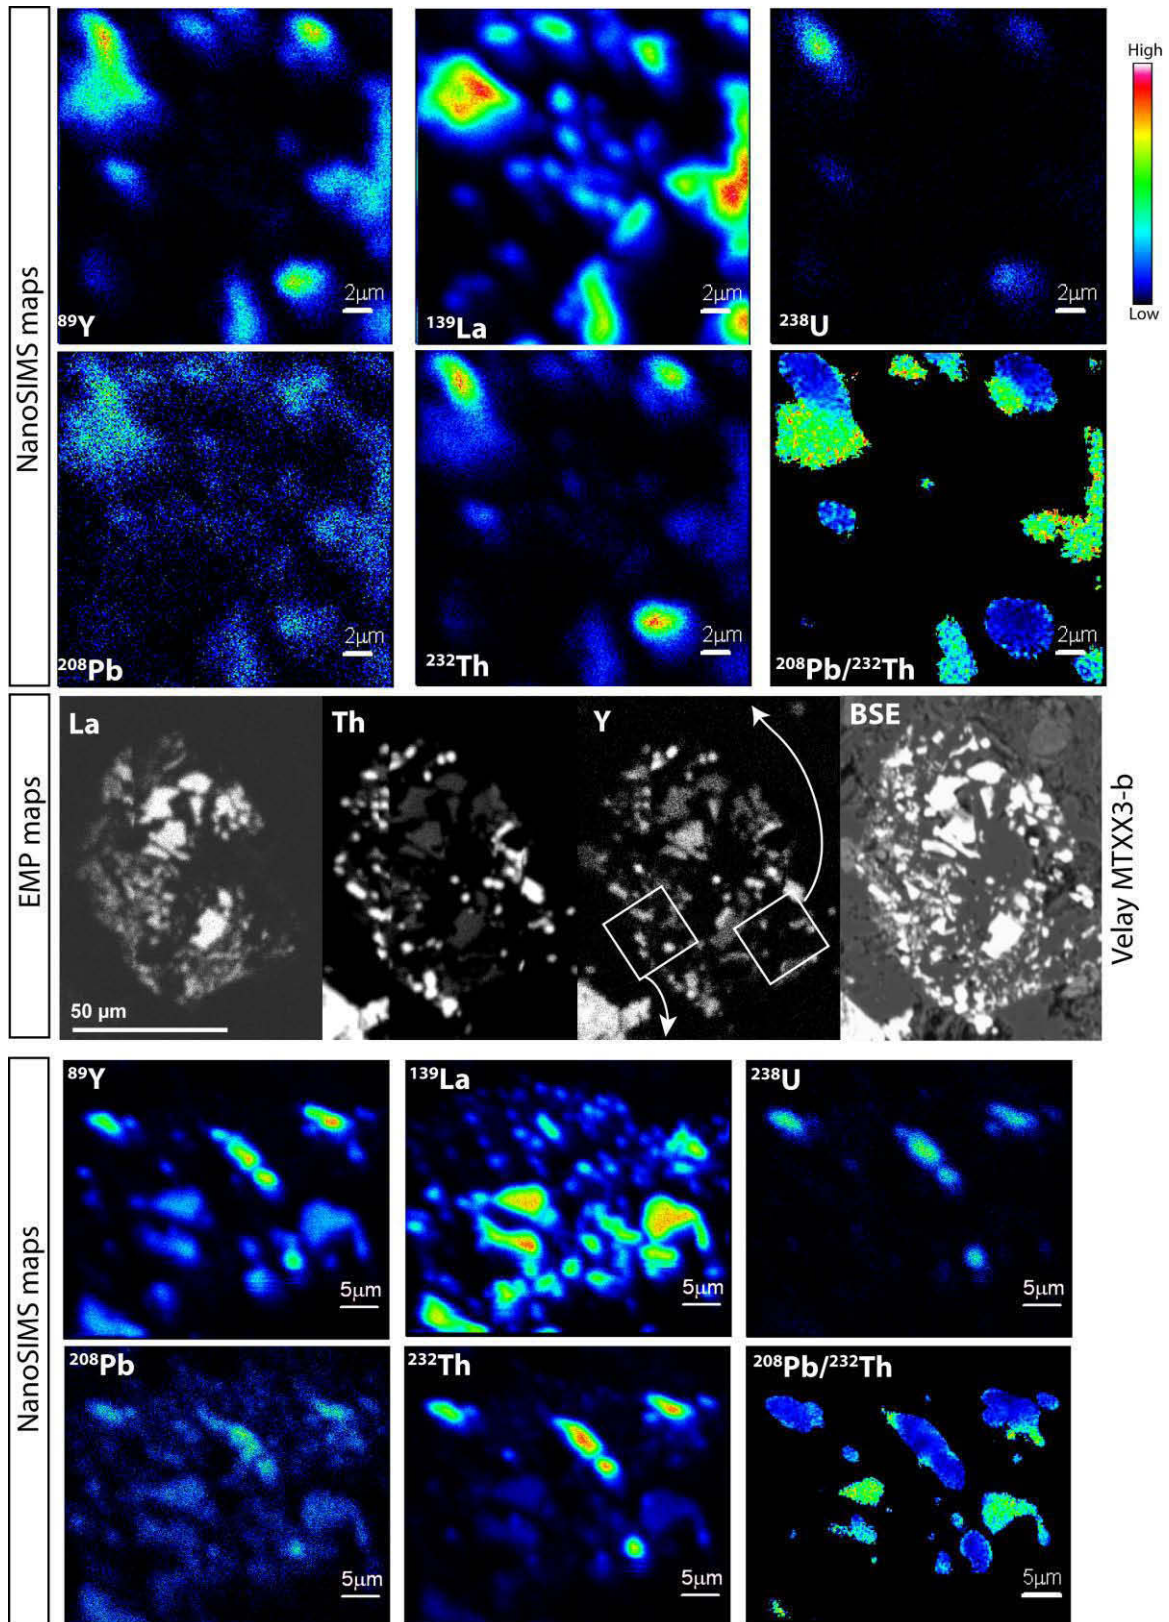 NanoSIMS maps
High
Low
⁸⁹Y
2µm
¹³⁹La
2µm
²³⁸U
2µm
²⁰⁸Pb
2µm
²³²Th
2µm
²⁰⁸Pb/²³²Th
2µm
EMP maps
La
Th
Y
BSE
50 µm
Velay MTXX3-b
NanoSIMS maps
⁸⁹Y
5µm
¹³⁹La
5µm
²³⁸U
5µm
²⁰⁸Pb
5µm
²³²Th
5µm
²⁰⁸Pb/²³²Th
5µm